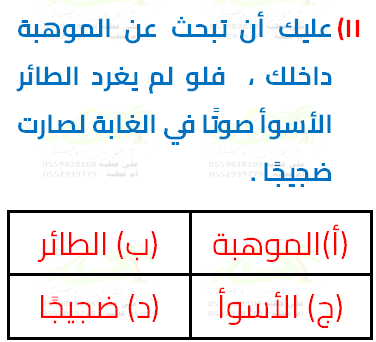 ١١) عليك أن تبحث عن الموهبة
داخلك ، فلو لم يغرد الطائر
الأسوأ صوتًا في الغابة لصارت
ضجيجًا .
(أ) الموهبة
(ب) الطائر
(ج) الأسوأ
(د) ضجيجًا